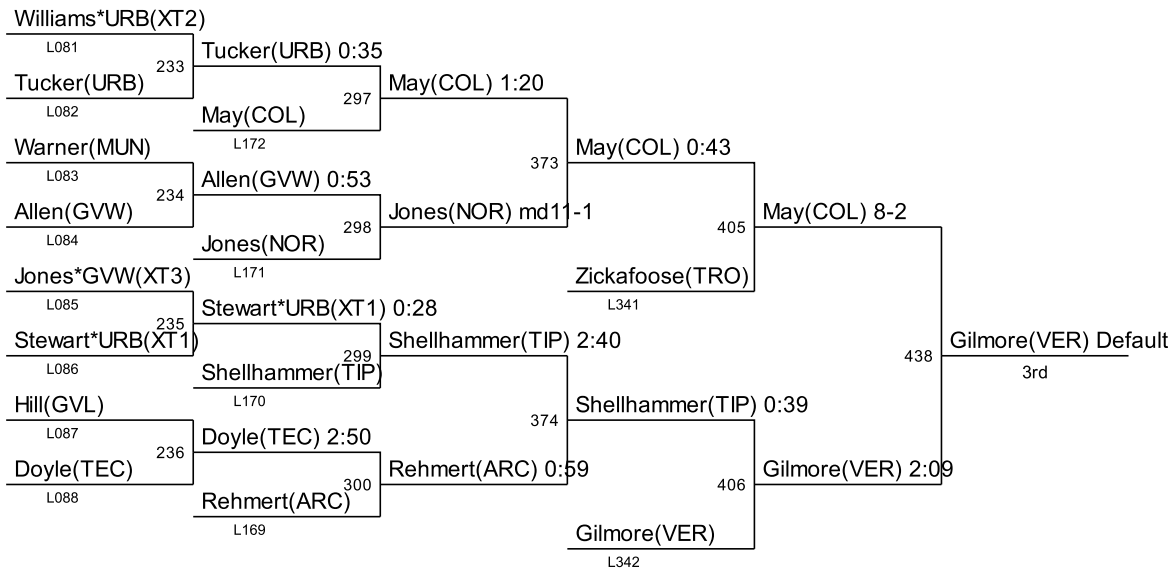 Williams*URB(XT2)
L081
Tucker(URB) 0:35
233
Tucker(URB)
May(COL) 1:20
297
L082
May(COL)
L172
Warner(MUN)
May(COL) 0:43
373
L083
Allen(GVW) 0:53
234
Allen(GVW)
Jones(NOR) md11-1
May(COL) 8-2
298
405
L084
Jones(NOR)
L171
Jones*GVW(XT3)
Zickafoose(TRO)
L085
L341
Stewart*URB(XT1) 0:28
235
Stewart*URB(XT1)
Shellhammer(TIP) 2:40
Gilmore(VER) Default
299
438
L086
Shellhammer(TIP)
3rd
L170
Hill(GVL)
Shellhammer(TIP) 0:39
374
L087
Doyle(TEC) 2:50
236
Doyle(TEC)
Rehmert(ARC) 0:59
Gilmore(VER) 2:09
300
406
L088
Rehmert(ARC)
L169
Gilmore(VER)
L342